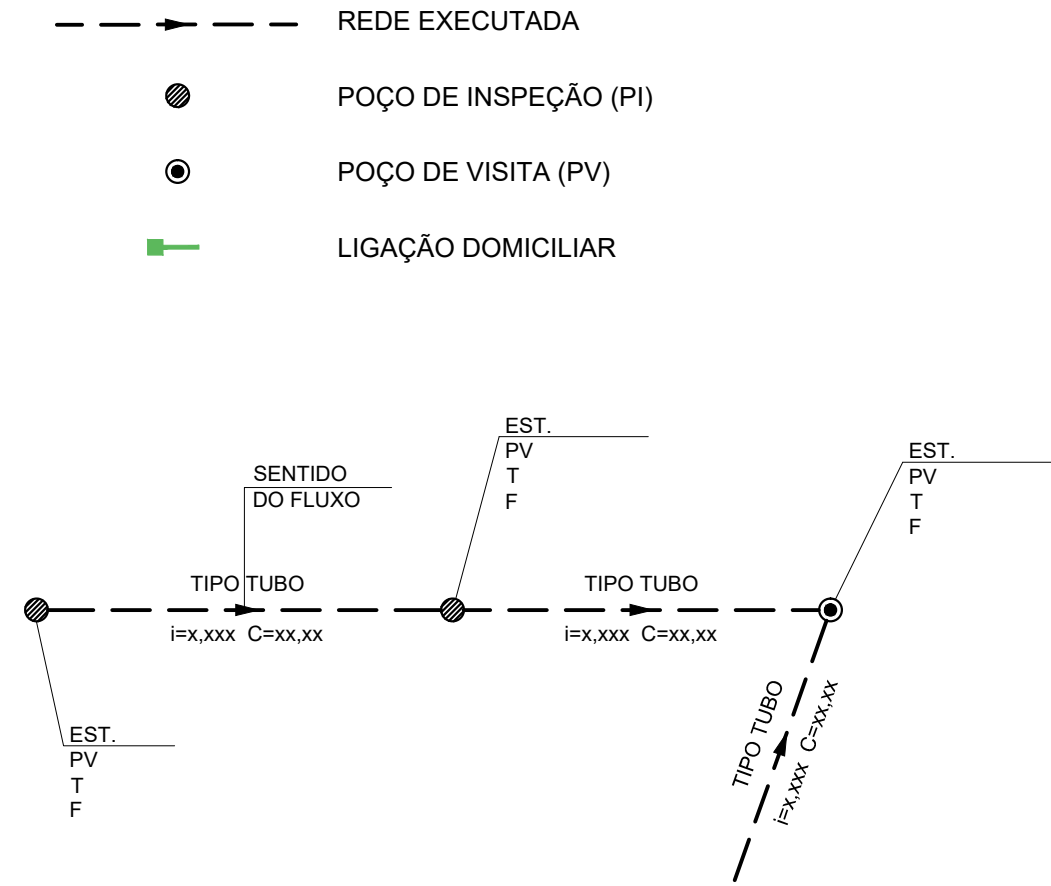 REDE EXECUTADA
POÇO DE INSPEÇÃO (PI)
POÇO DE VISITA (PV)
LIGAÇÃO DOMICILIAR
EST.
PV
T
F
EST.
PV
T
F
SENTIDO
DO FLUXO
TIPO TUBO
i=x,xxx C=xx,xx
TIPO TUBO
i=x,xxx C=xx,xx
TIPO TUBO
i=x,xxx C=xx,xx
EST.
PV
T
F